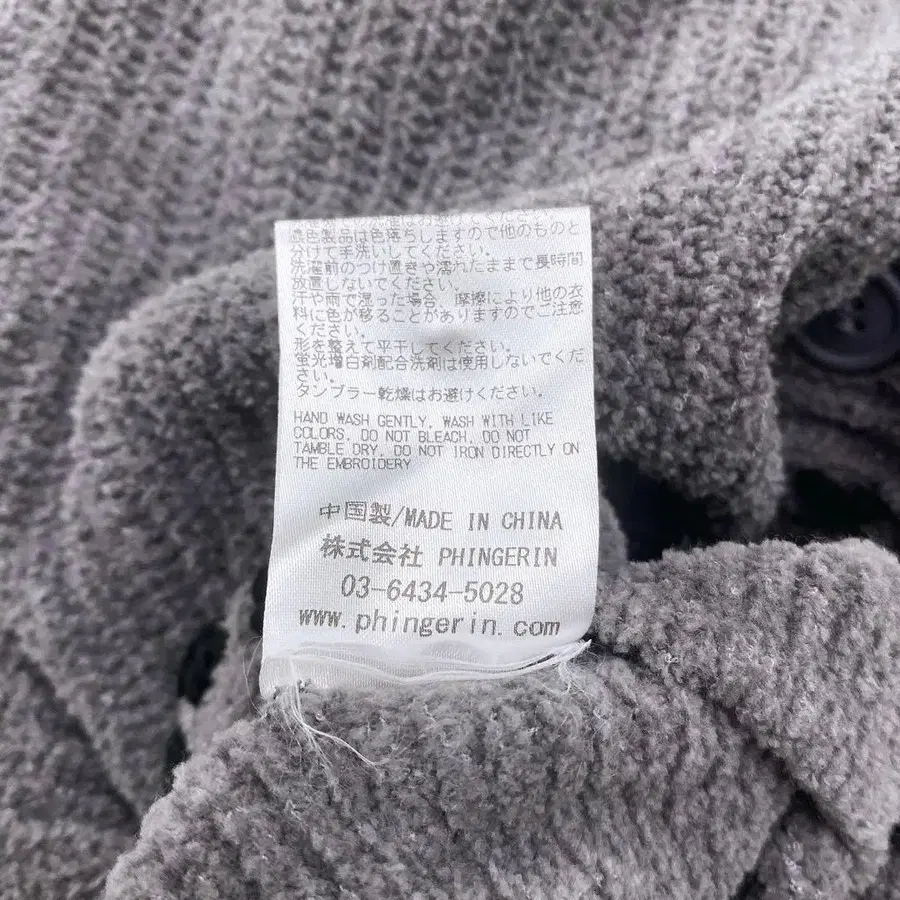 濃色製品は色落ちしますので他のものと
分けて手洗いしてください。
洗濯前のつけ置きや濡れたままで長時間
放置しないでください。
汗や雨で湿った場合、摩擦により他の衣
料に色が移ることがありますのでご注意
ください。
形を整えて平干してください。
蛍光増白剤配合洗剤は使用しないでくだ
さい。
タンブラー乾燥はお避けください。
HAND WASH GENTLY, WASH WITH LIKE
COLORS, DO NOT BLEACH, DO NOT
TAMBLE DRY, DO NOT IRON DIRECTLY ON
THE EMBROIDERY
中国製/MADE IN CHINA
株式会社 PHINGERIN
03-6434-5028
www.phingerin.com